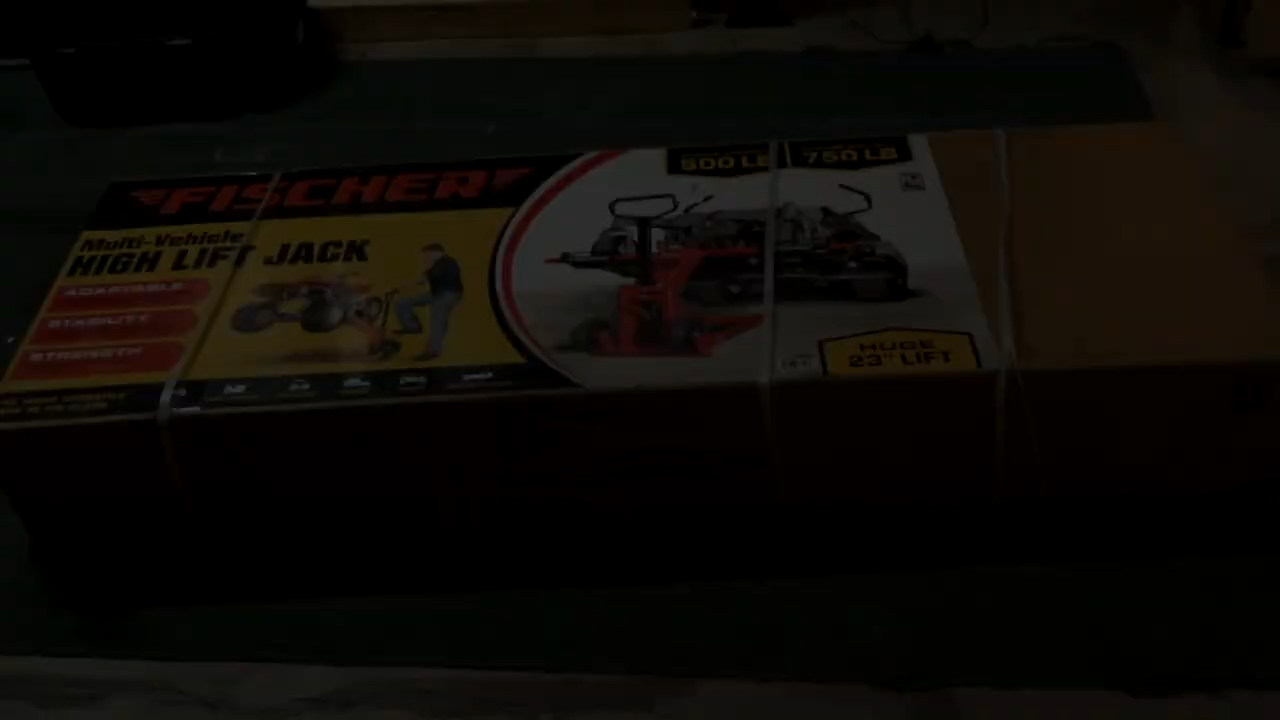 FISCHER
Multi-Vehicle
HIGH LIFT JACK
ADAPTABLE
STABILITY
STRENGTH
500 LB
750 LB
HUGE
23" LIFT